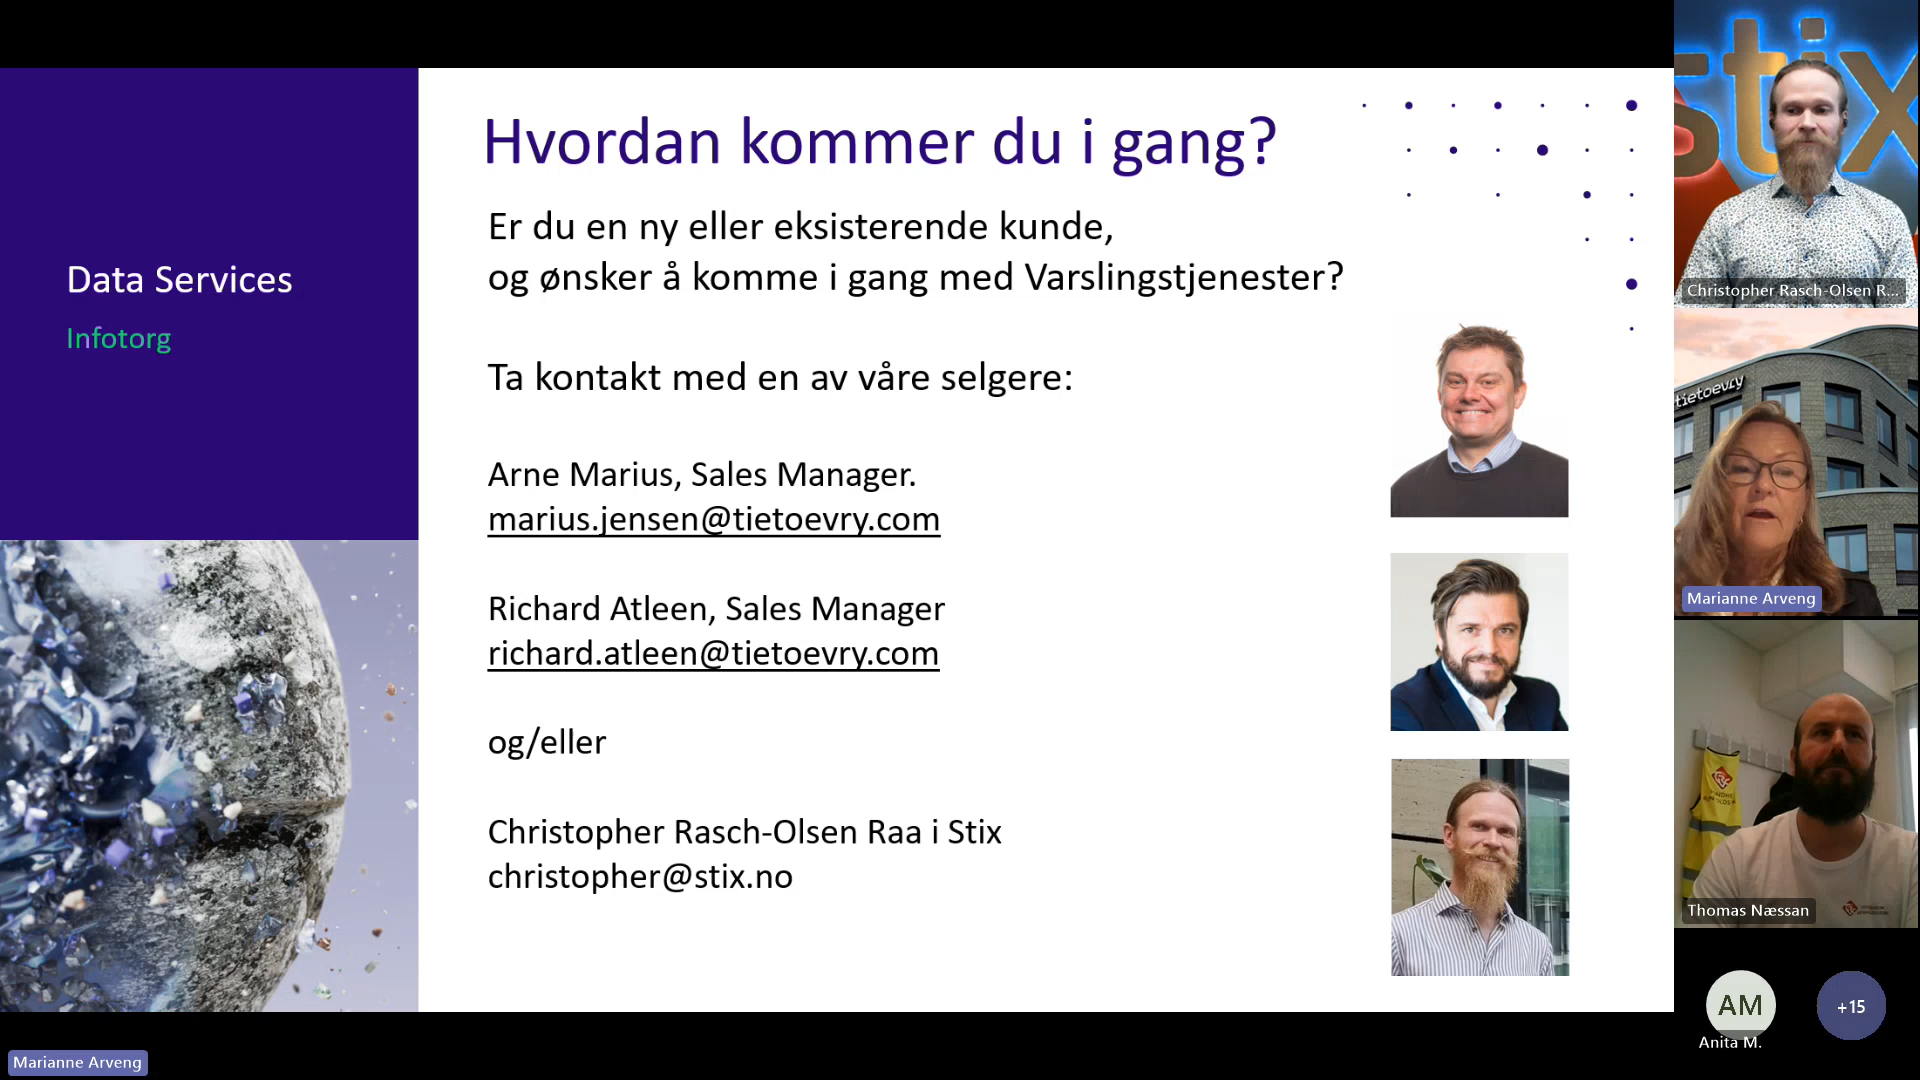 Data Services
Infotorg
Hvordan kommer du i gang?
Er du en ny eller eksisterende kunde,
og ønsker å komme i gang med Varslingstjenester?
Ta kontakt med en av våre selgere:
Arne Marius, Sales Manager.
marius.jensen@tietoevry.com
Richard Atleen, Sales Manager
richard.atleen@tietoevry.com
og/eller
Christopher Rasch-Olsen Raa i Stix
christopher@stix.no
stix
Christopher Rasch-Olsen R...
tietoevry
Marianne Arveng
Thomas Næssan
AM
Anita M.
+15
Marianne Arveng